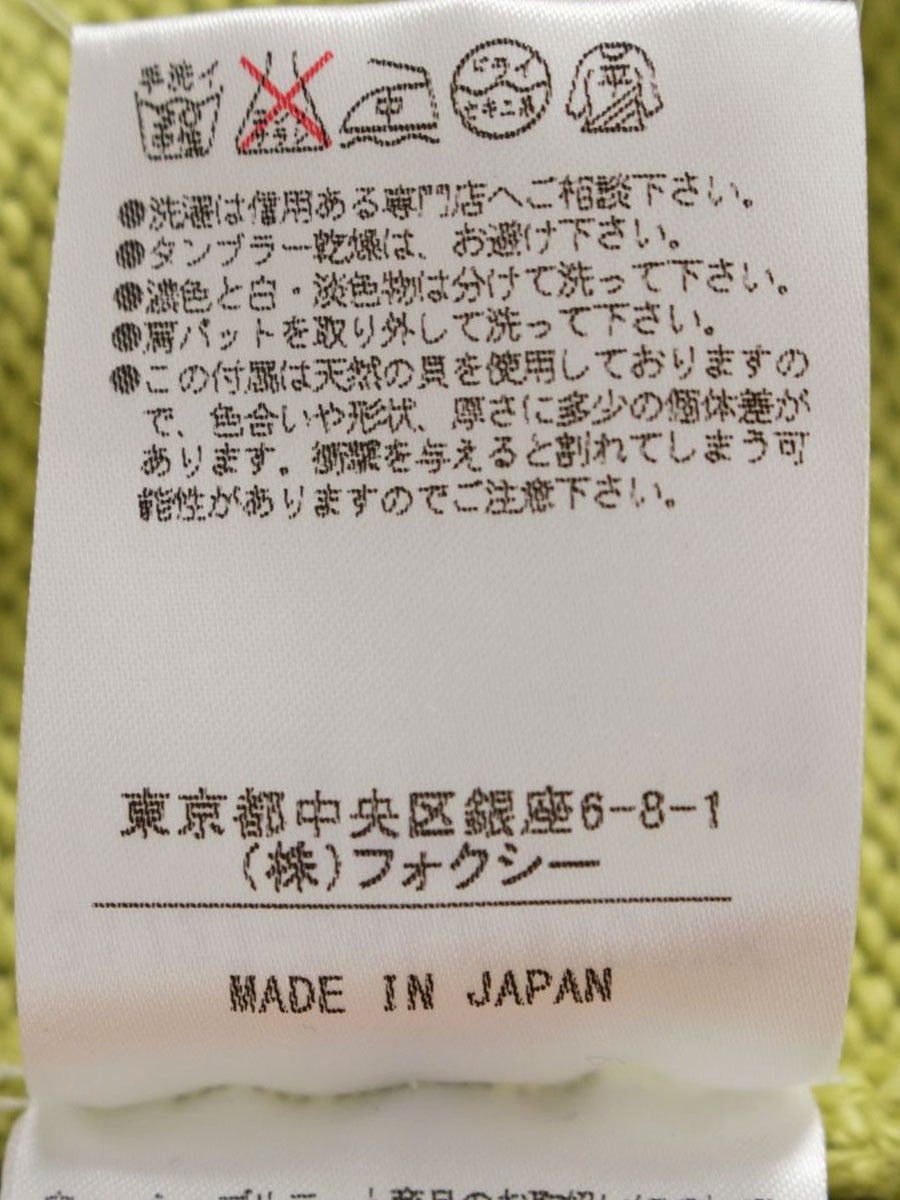 手洗イ
中
ドライ
セキユ系
平
●洗濯は信用ある専門店へご相談下さい。
●タンブラー乾燥は、お避け下さい。
●濃色と白・淡色物は分けて洗って下さい。
●肩パットを取り外して洗って下さい。
●この付属は天然の貝を使用しておりますの
で、色合いや形状、厚さに多少の個体差が
あります。衝撃を与えると割れてしまう可
能性がありますのでご注意下さい。
東京都中央区銀座6-8-1
(株)フォクシー
MADE IN JAPAN